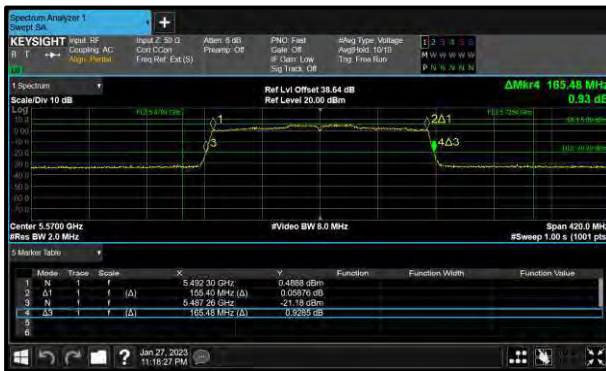 Spectrum Analyzer 1
Swept SA
+
KEYSIGHT Input: RF Input Z: 50 Ω Atten: 6 dB PNO: Fast #Avg Type: Voltage 1 2 3 4 5 6
R T Coupling: AC Corr CCorr Preamp: Off Gate: Off Avg|Hold: 10/10 M W W W W W
Align: Partial Freq Ref: Ext (S) IF Gain: Low Trig: Free Run P N N N N N
Sig Track: Off
1 Spectrum Ref Lvl Offset 38.64 dB ΔMkr4 165.48 MHz
Scale/Div 10 dB Ref Level 20.00 dBm 0.93 dB
Log
1 2Δ1
3 4Δ3
Center 5.5700 GHz #Video BW 6.0 MHz Span 420.0 MHz
#Res BW 2.0 MHz #Sweep 1.00 s (1001 pts
5 Marker Table
Mode Trace Scale X Y Function Function Width Function Value
1 N 1 f 5.492 30 GHz 0.4888 dBm
2 Δ1 1 f (Δ) 155.40 MHz (Δ) 0.05876 dB
3 N 1 f 5.487 26 GHz -21.18 dBm
4 Δ3 1 f (Δ) 165.48 MHz (Δ) 0.9285 dB
5
6
? Jan 27, 2023
11:18:27 PM